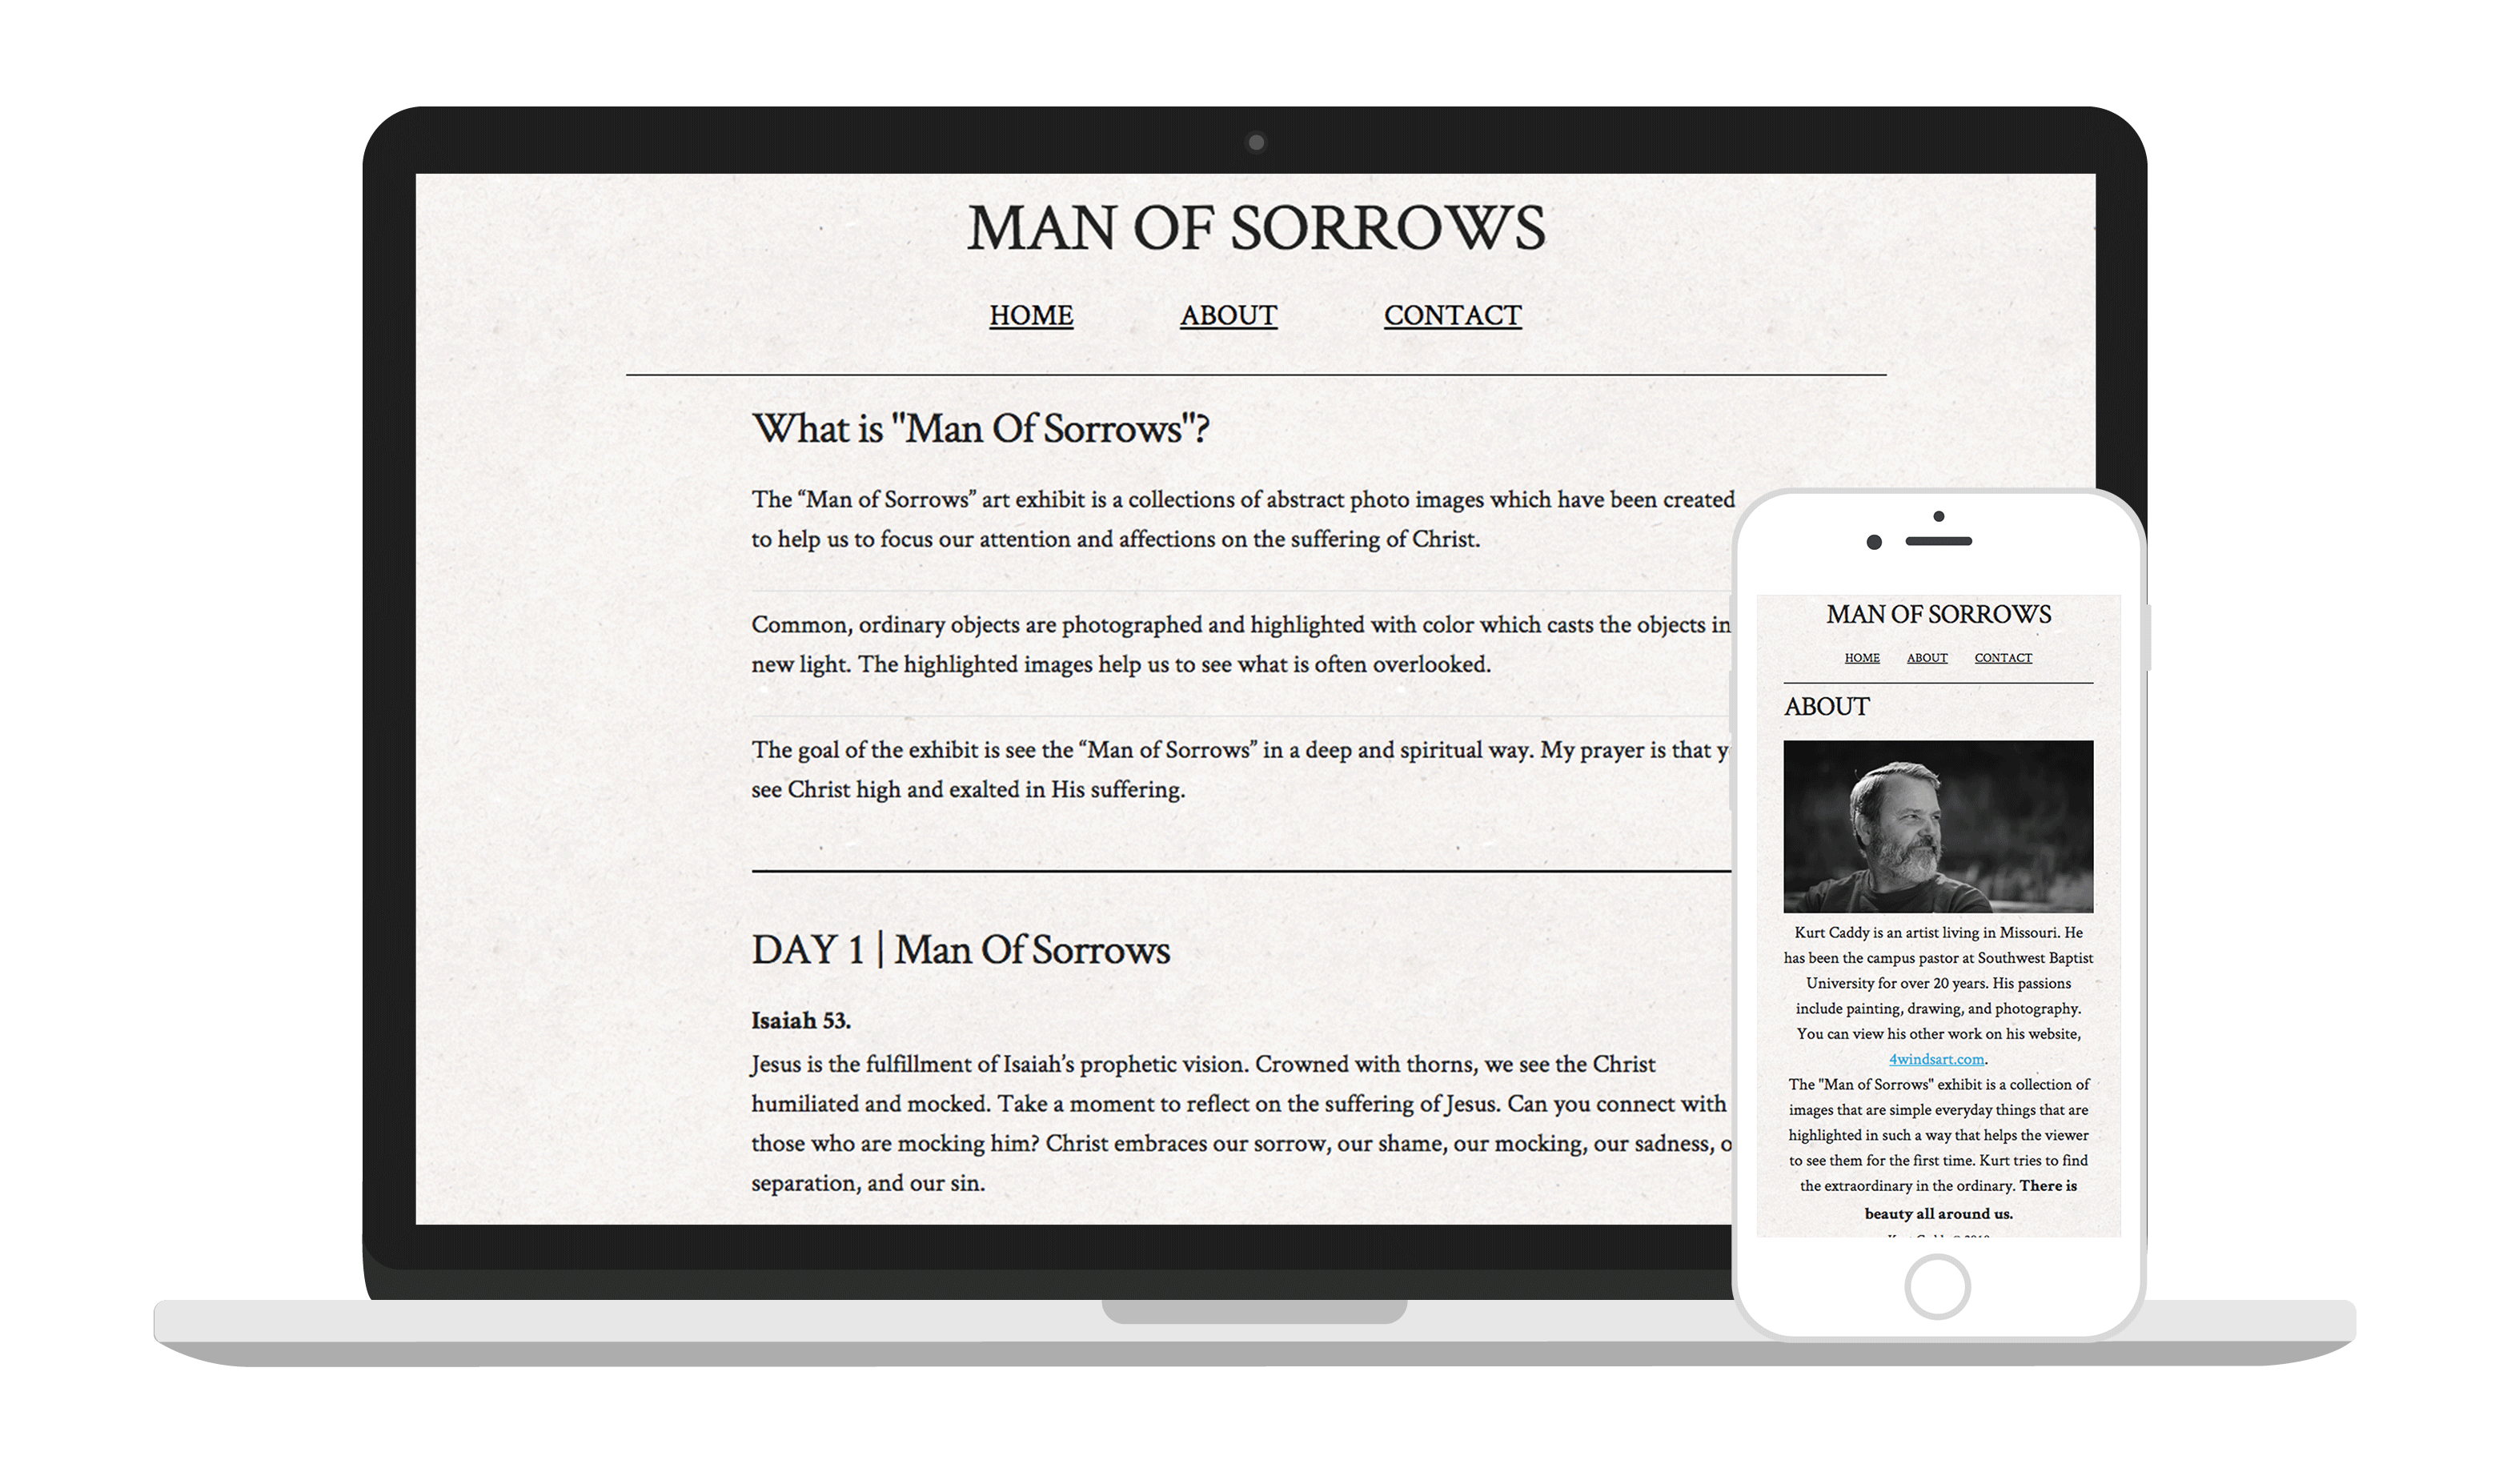 MAN OF SORROWS
HOME ABOUT CONTACT
What is "Man Of Sorrows"?
The “Man of Sorrows” art exhibit is a collections of abstract photo images which have been created
to help us to focus our attention and affections on the suffering of Christ.
Common, ordinary objects are photographed and highlighted with color which casts the objects in
new light. The highlighted images help us to see what is often overlooked.
The goal of the exhibit is see the “Man of Sorrows” in a deep and spiritual way. My prayer is that
see Christ high and exalted in His suffering.
DAY 1 | Man Of Sorrows
Isaiah 53.
Jesus is the fulfillment of Isaiah’s prophetic vision. Crowned with thorns, we see the Christ
humiliated and mocked. Take a moment to reflect on the suffering of Jesus. Can you connect with
those who are mocking him? Christ embraces our sorrow, our shame, our mocking, our sadness,
separation, and our sin.
MAN OF SORROWS
HOME ABOUT CONTACT
ABOUT
Kurt Caddy is an artist living in Missouri. He
has been the campus pastor at Southwest Baptist
University for over 20 years. His passions
include painting, drawing, and photography.
You can view his other work on his website,
4windsart.com.
The "Man of Sorrows" exhibit is a collection of
images that are simple everyday things that are
highlighted in such a way that helps the viewer
to see them for the first time. Kurt tries to find
the extraordinary in the ordinary. There is
beauty all around us.